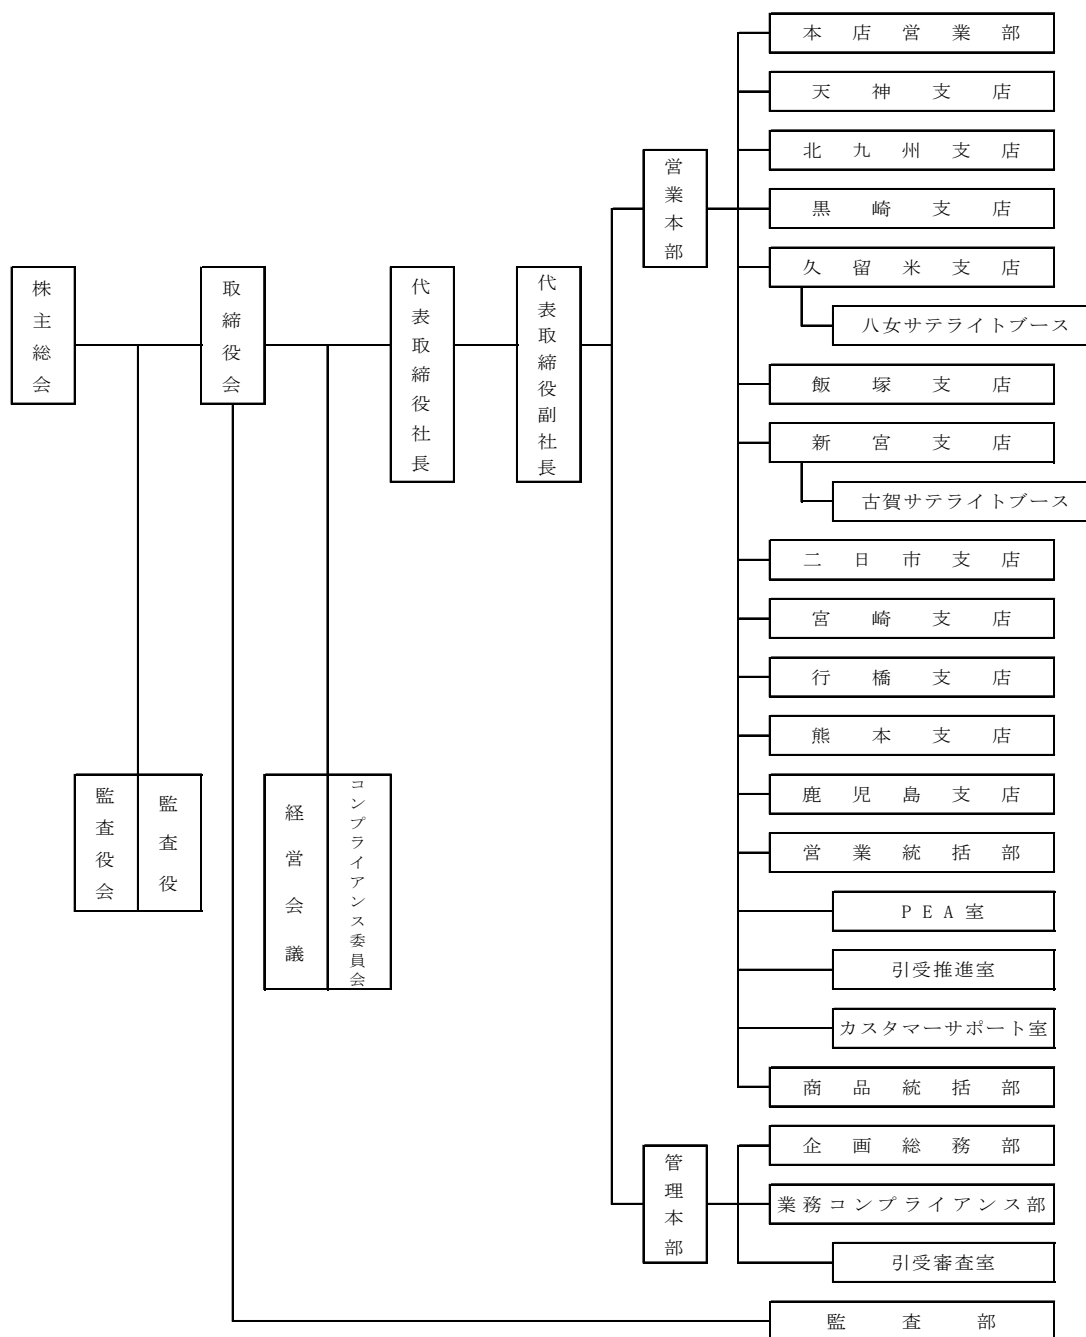 株主総会
監査役会
監査役
取締役会
経営会議
コンプライアンス委員会
代表取締役社長
代表取締役副社長
営業本部
本店営業部
天神支店
北九州支店
黒崎支店
久留米支店
八女サテライトブース
飯塚支店
新宮支店
古賀サテライトブース
二日市支店
宮崎支店
行橋支店
熊本支店
鹿児島支店
営業統括部
ＰＥＡ室
引受推進室
カスタマーサポート室
商品統括部
管理本部
企画総務部
業務コンプライアンス部
引受審査室
監査部